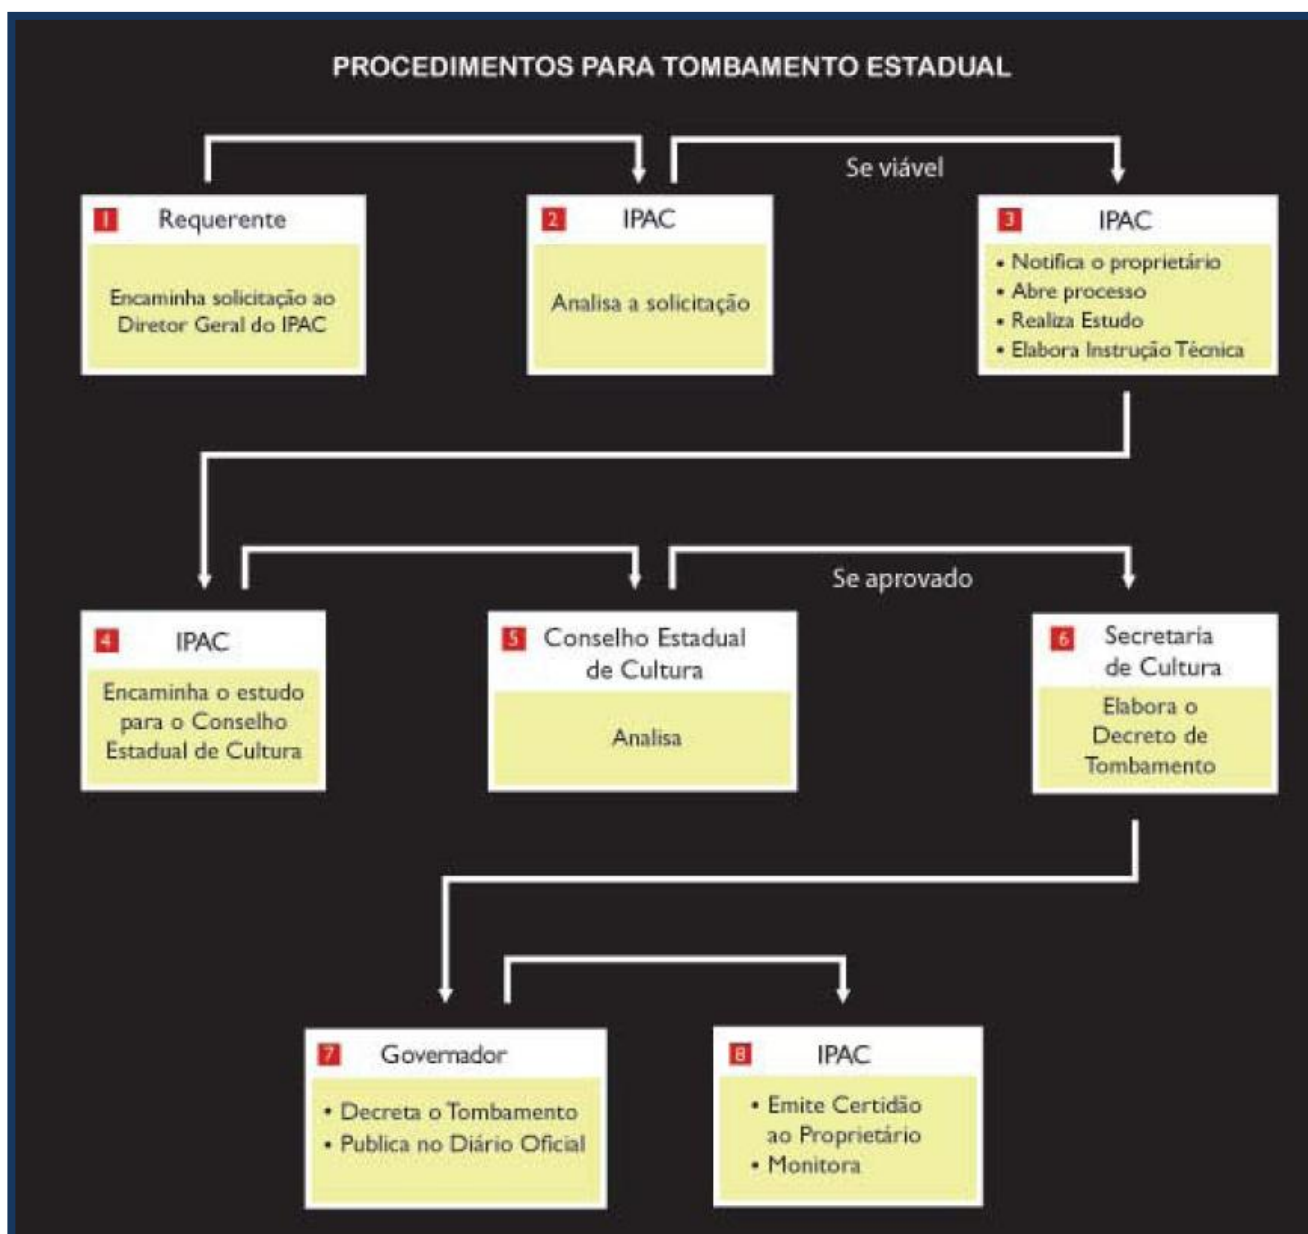 PROCEDIMENTOS PARA TOMBAMENTO ESTADUAL
Se viável
1 Requerente
Encaminha solicitação ao
Diretor Geral do IPAC
2 IPAC
Analisa a solicitação
3 IPAC
• Notifica o proprietário
• Abre processo
• Realiza Estudo
• Elabora Instrução Técnica
Se aprovado
4 IPAC
Encaminha o estudo
para o Conselho
Estadual de Cultura
5 Conselho Estadual
de Cultura
Analisa
6 Secretaria
de Cultura
Elabora o
Decreto de
Tombamento
7 Governador
• Decreta o Tombamento
• Publica no Diário Oficial
8 IPAC
• Emite Certidão
ao Proprietário
• Monitora